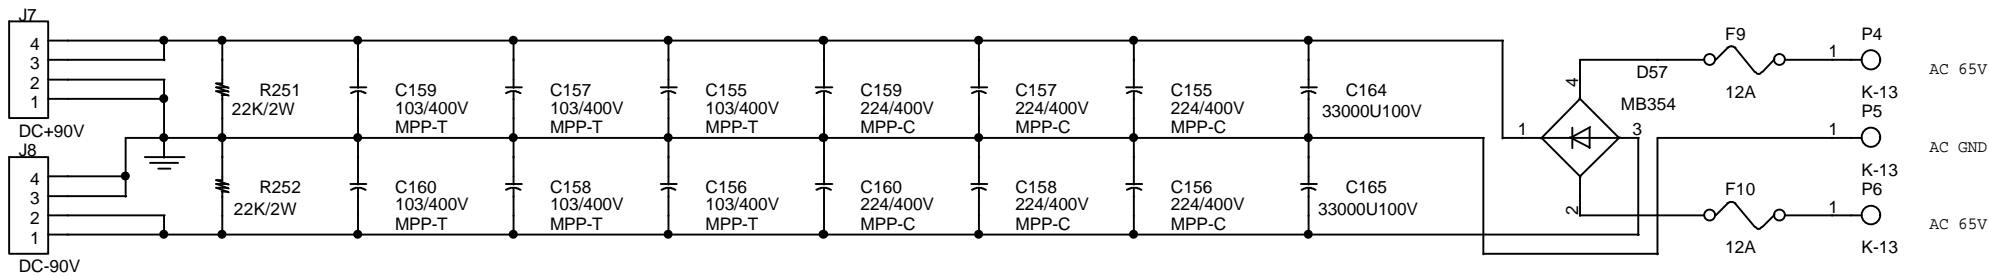 J7
4
3
2
1
DC+90V
J8
4
3
2
1
DC-90V
R251
22K/2W
R252
22K/2W
C159
103/400V
MPP-T
C157
103/400V
MPP-T
C155
103/400V
MPP-T
C159
224/400V
MPP-C
C157
224/400V
MPP-C
C155
224/400V
MPP-C
C164
33000U100V
C160
103/400V
MPP-T
C158
103/400V
MPP-T
C156
103/400V
MPP-T
C160
224/400V
MPP-C
C158
224/400V
MPP-C
C156
224/400V
MPP-C
C165
33000U100V
D57
MB354
4
1
3
2
F9
12A
F10
12A
1
P4
K-13
AC 65V
1
P5
K-13
AC GND
1
P6
K-13
AC 65V